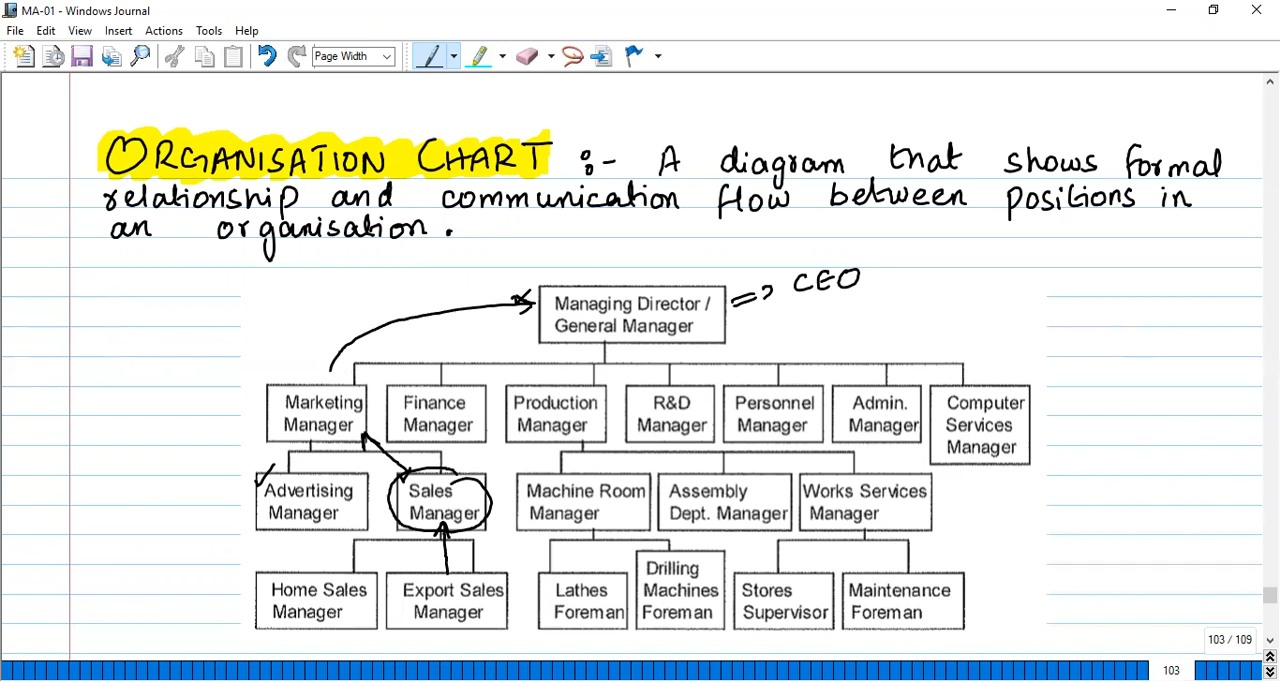 MA-01 - Windows Journal
File Edit View Insert Actions Tools Help
Page Width
ORGANISATION CHART :- A diagram that shows formal
relationship and communication flow between positions in
an organisation.
Managing Director /
General Manager
=> CEO
Marketing
Manager
Finance
Manager
Production
Manager
R&D
Manager
Personnel
Manager
Admin.
Manager
Computer
Services
Manager
Advertising
Manager
Sales
Manager
Machine Room
Manager
Assembly
Dept. Manager
Works Services
Manager
Home Sales
Manager
Export Sales
Manager
Lathes
Foreman
Drilling
Machines
Foreman
Stores
Supervisor
Maintenance
Foreman
103 / 109
103